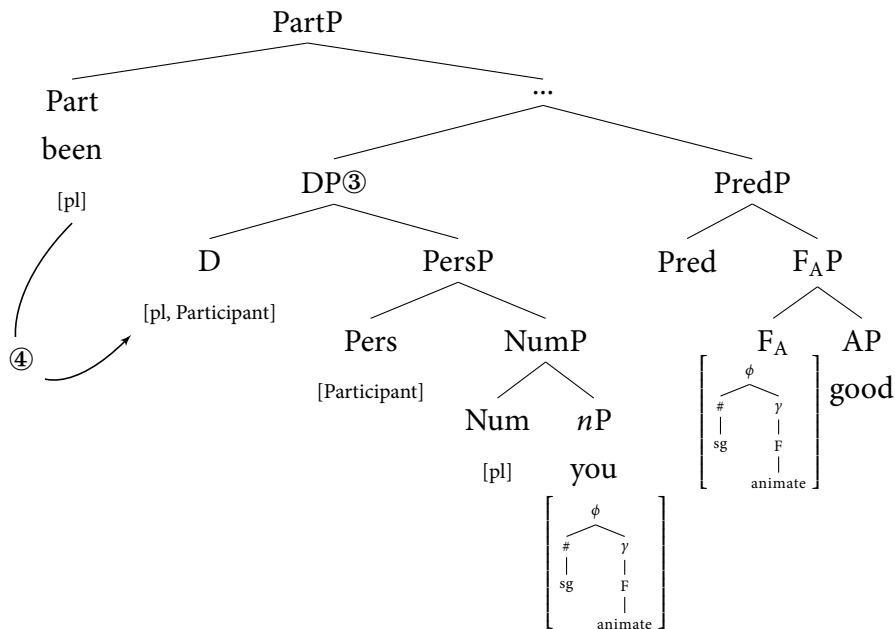 PartP
Part ...
been
[pl] DP③ PredP
D PersP Pred F_AP
[pl, Participant]
④ Pers NumP F_A AP
[Participant] ϕ good
# γ
Num nP sg F
[pl] you animate
ϕ
# γ
sg F
animate